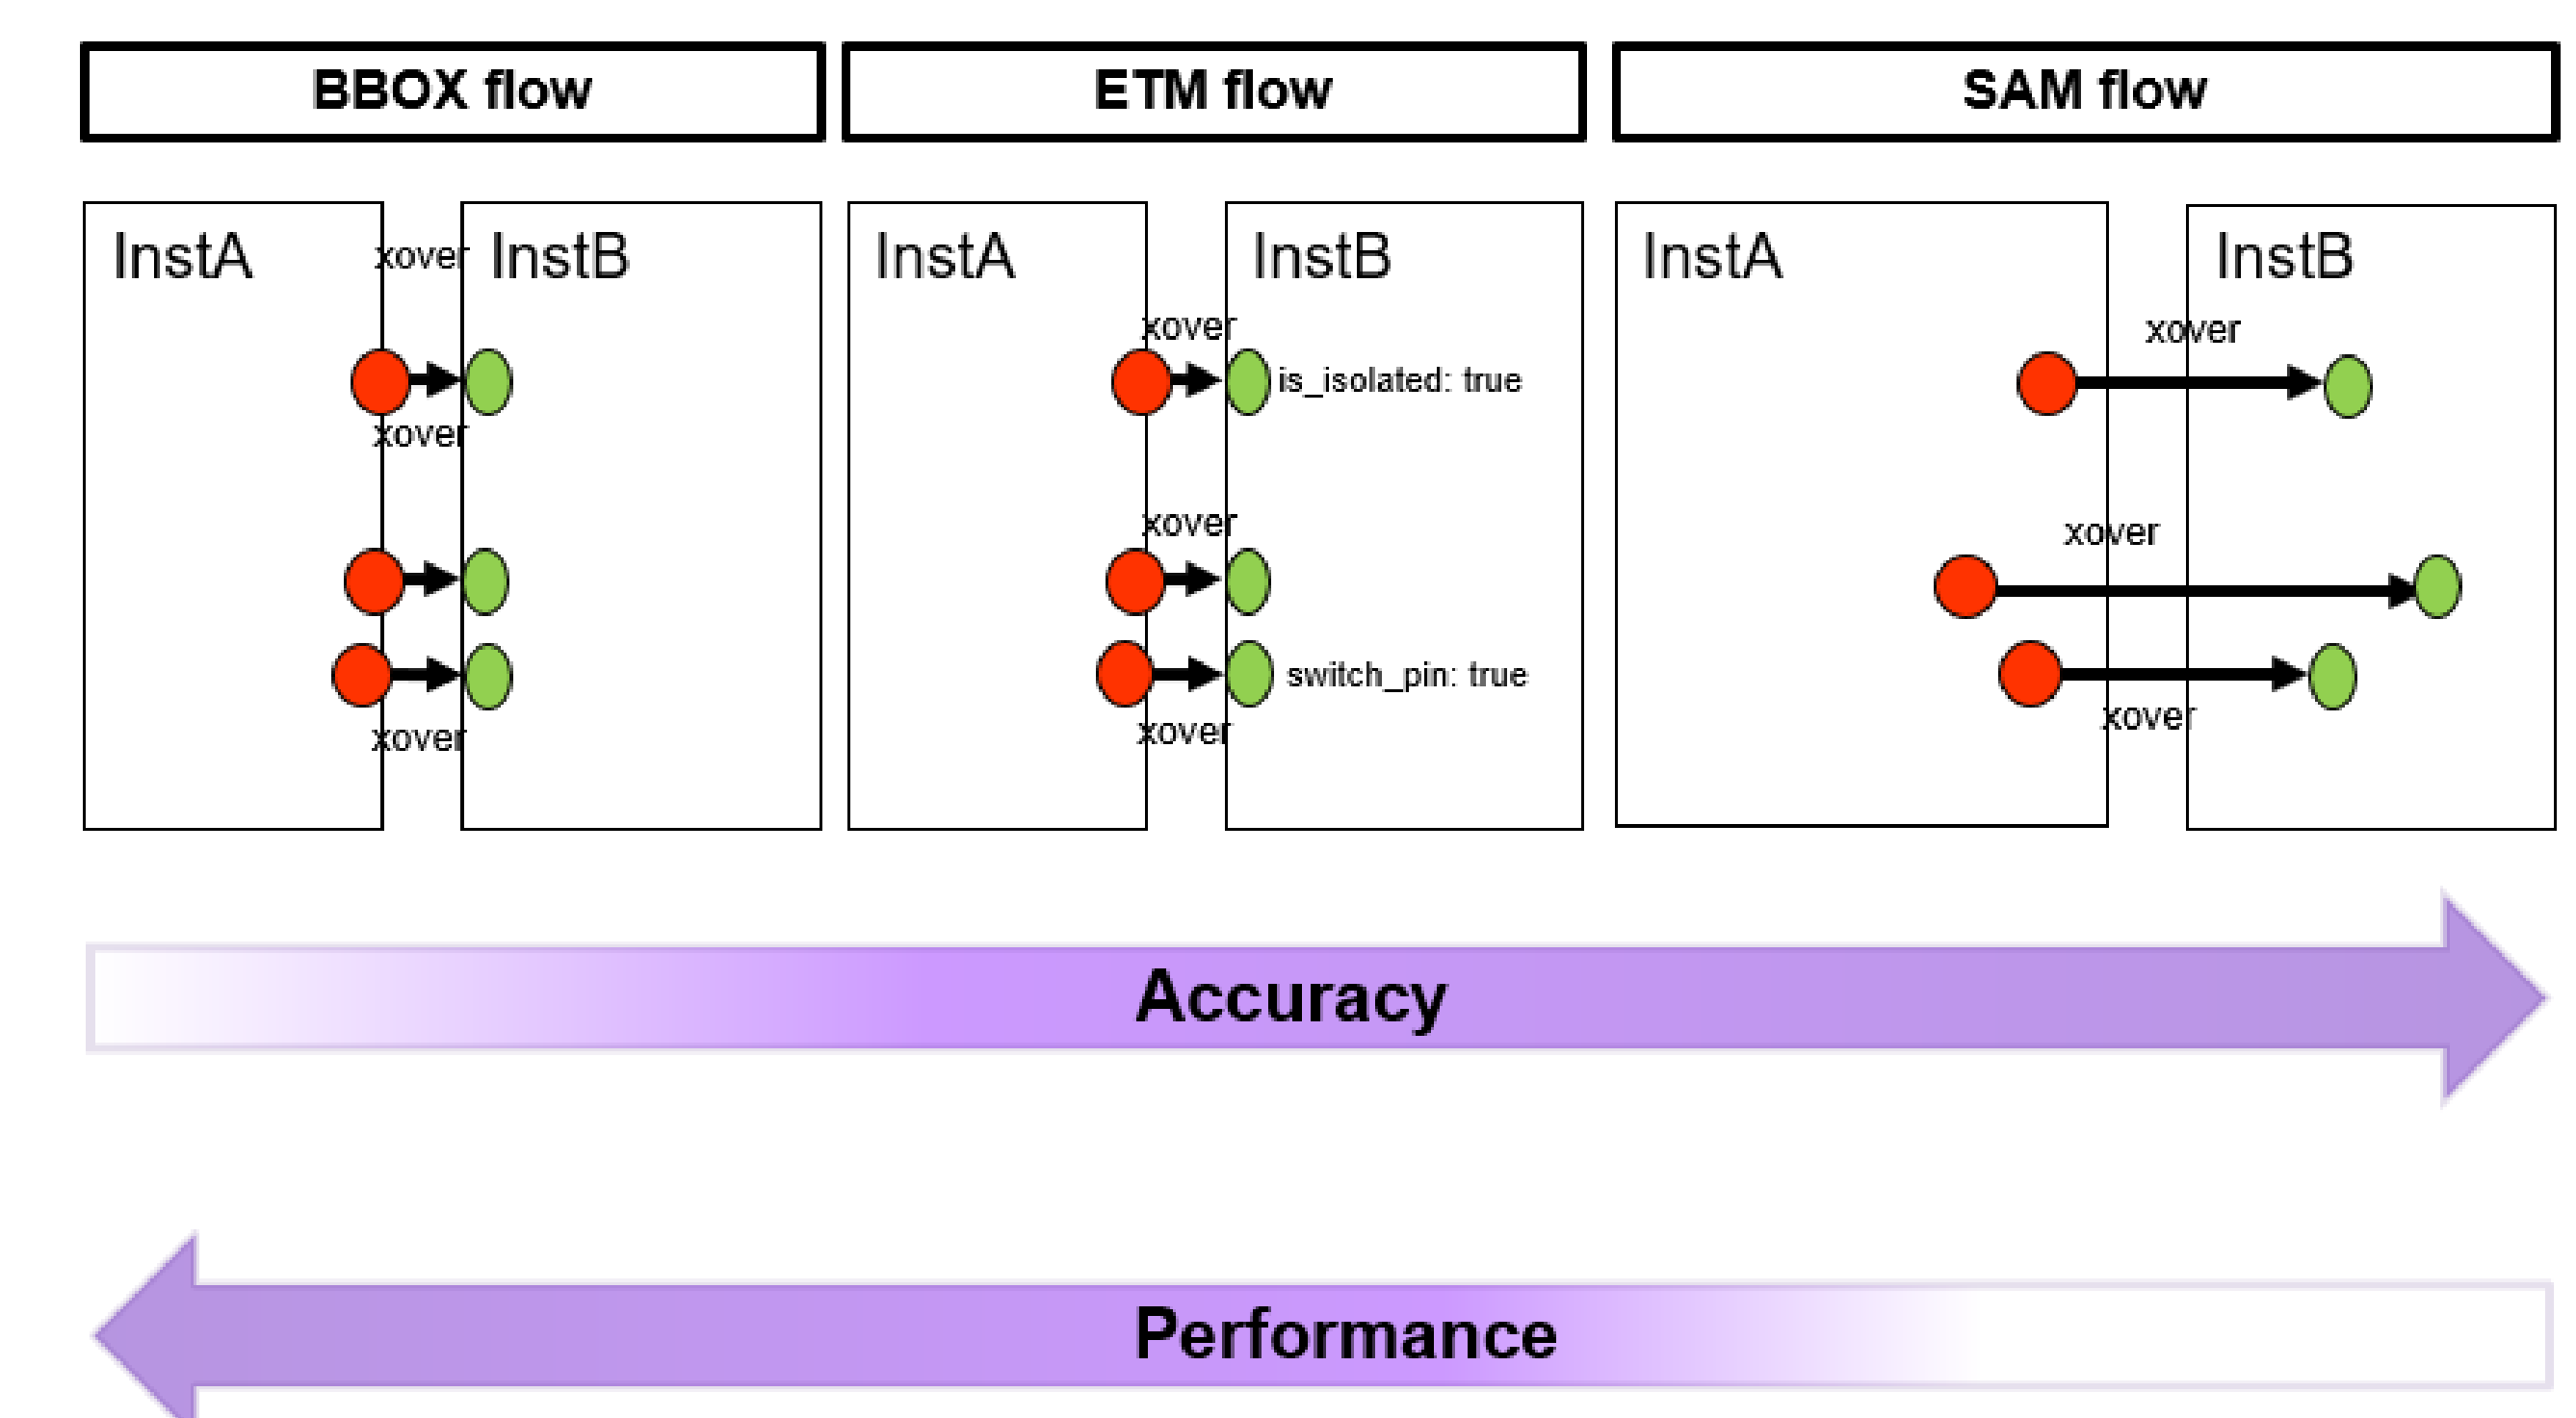 BBOX flow
ETM flow
SAM flow
InstA
xover
InstB
xover
xover
InstA
InstB
xover
is_isolated: true
xover
switch_pin: true
xover
InstA
InstB
xover
xover
xover
Accuracy
Performance